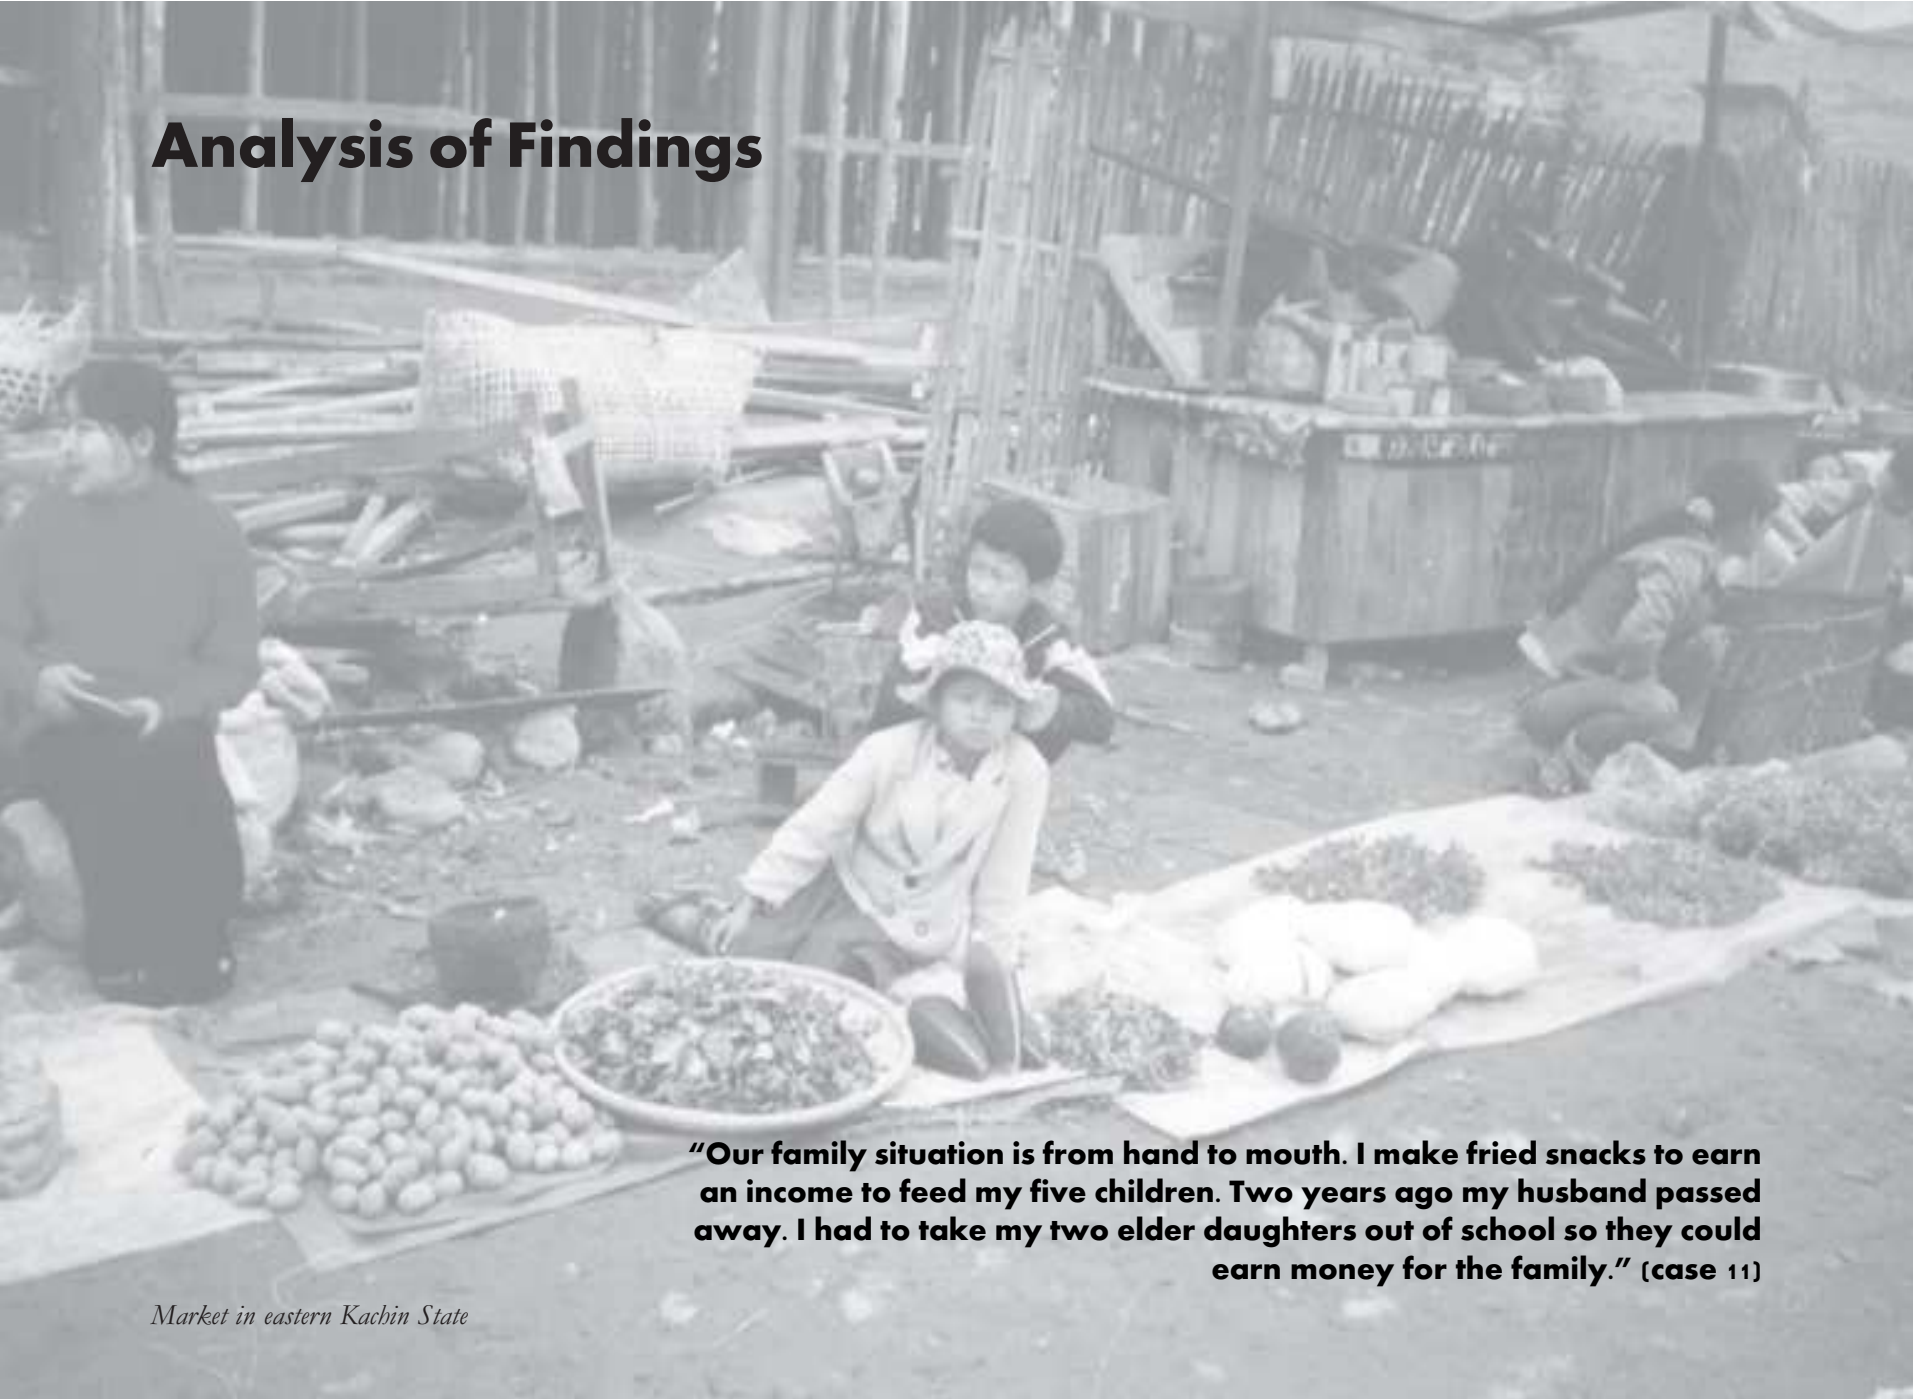 Analysis of Findings
“Our family situation is from hand to mouth. I make fried snacks to earn
an income to feed my five children. Two years ago my husband passed
away. I had to take my two elder daughters out of school so they could
earn money for the family.” (case 11)
Market in eastern Kachin State